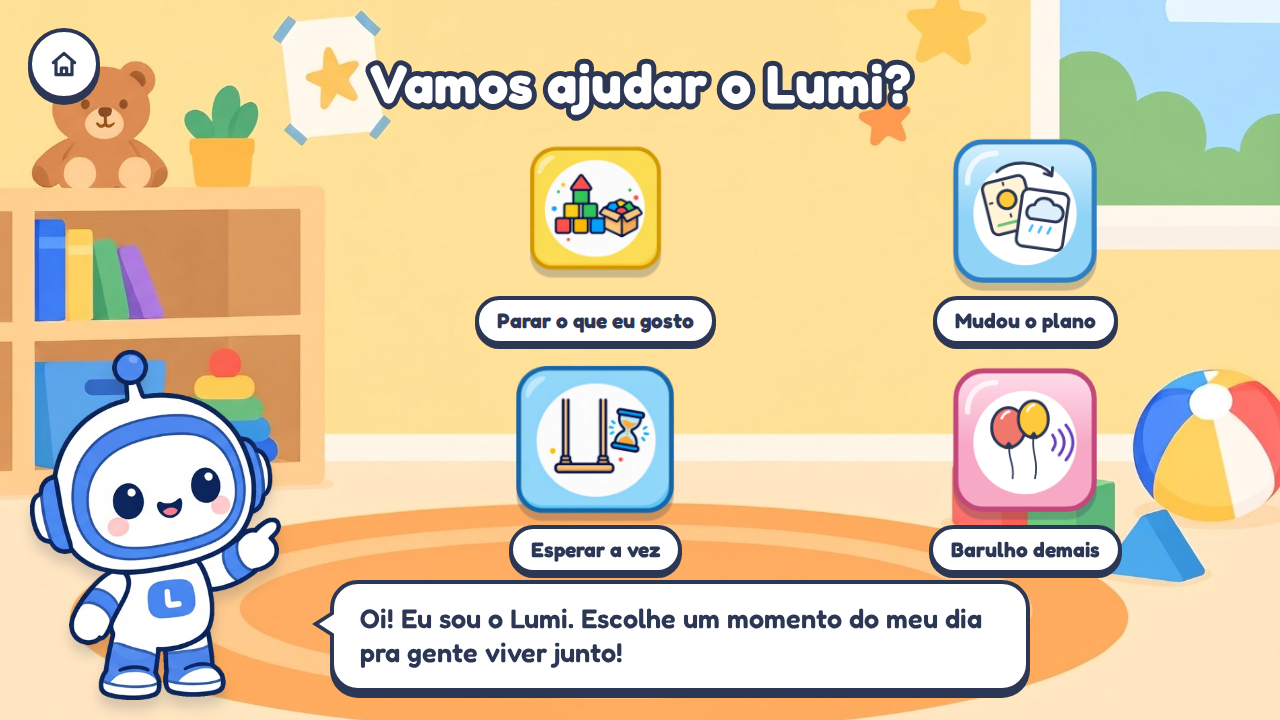 Vamos ajudar o Lumi?
Parar o que eu gosto
Mudou o plano
Esperar a vez
Barulho demais
Oi! Eu sou o Lumi. Escolhe um momento do meu dia
pra gente viver junto!
L